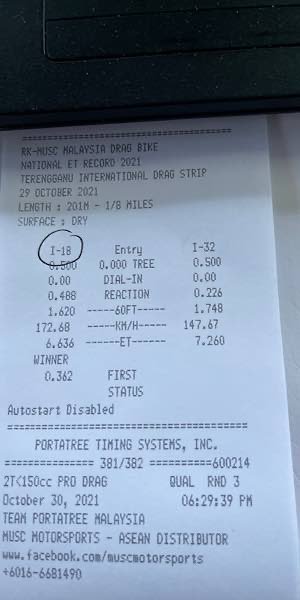 ==================================
RK-MUSC MALAYSIA DRAG BIKE
NATIONAL ET RECORD 2021
TERENGGANU INTERNATIONAL DRAG STRIP
29 OCTOBER 2021
LENGTH : 201M - 1/8 MILES
SURFACE : DRY
I-18 Entry I-32
0.500 0.000 TREE 0.500
0.00 DIAL-IN 0.00
0.488 REACTION 0.226
1.620 -----60FT----- 1.748
172.68 -----KM/H----- 147.67
6.636 ------ET------ 7.260
WINNER
0.362 FIRST
STATUS
Autostart Disabled
==================================
PORTATREE TIMING SYSTEMS, INC.
============== 381/382 ==========600214
2TK150cc PRO DRAG QUAL RND 3
October 30, 2021 06:29:39 PM
TEAM PORTATREE MALAYSIA
MUSC MOTORSPORTS - ASEAN DISTRIBUTOR
www.facebook.com/muscmotorsports
+6016-6681490